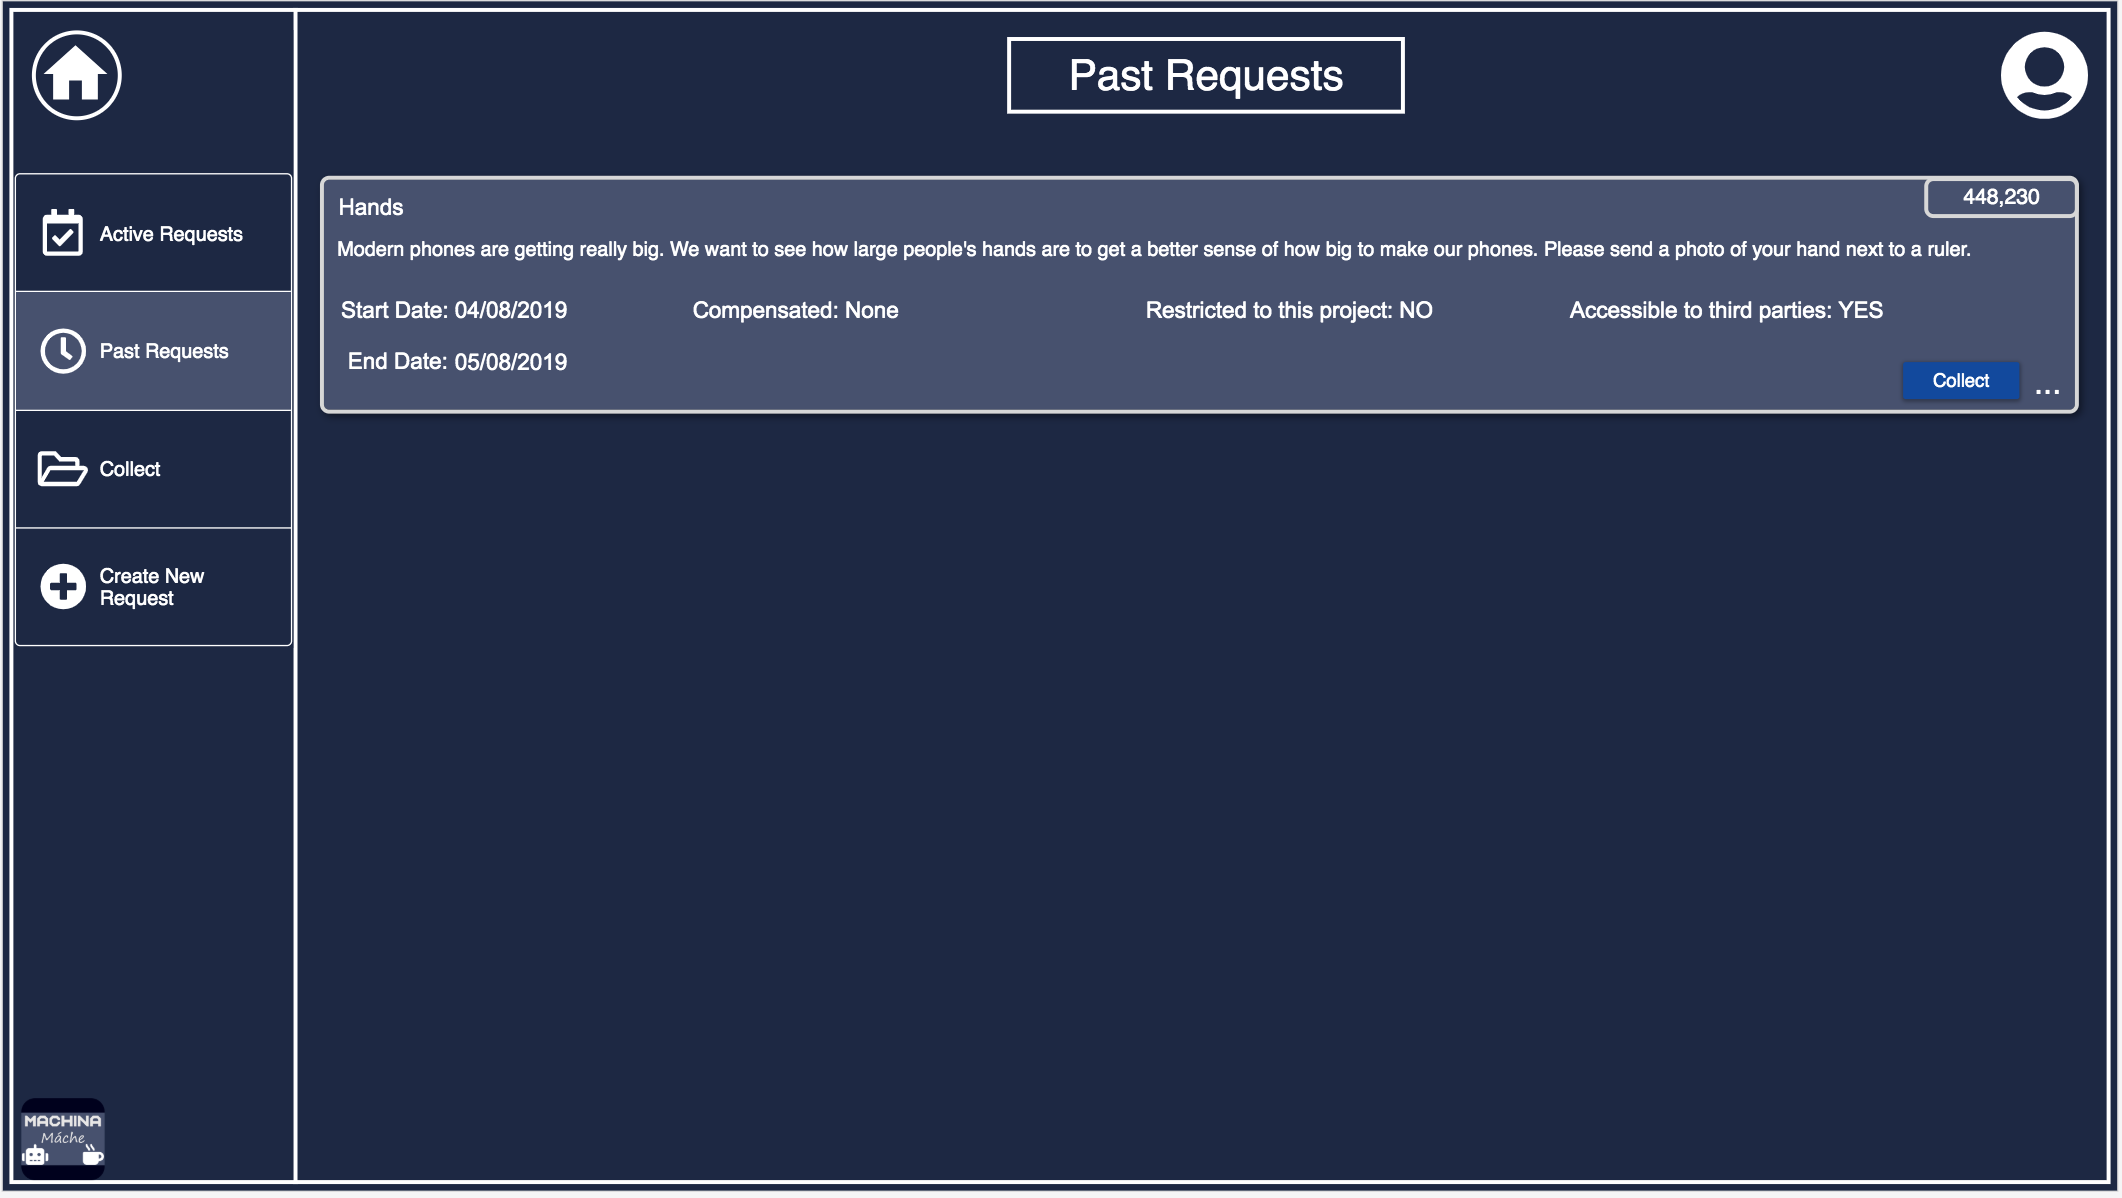 Past Requests
Active Requests
Past Requests
Collect
Create New
Request
Hands
448,230
Modern phones are getting really big. We want to see how large people's hands are to get a better sense of how big to make our phones. Please send a photo of your hand next to a ruler.
Start Date: 04/08/2019
Compensated: None
Restricted to this project: NO
Accessible to third parties: YES
End Date: 05/08/2019
Collect
...
MACHINA
Máche